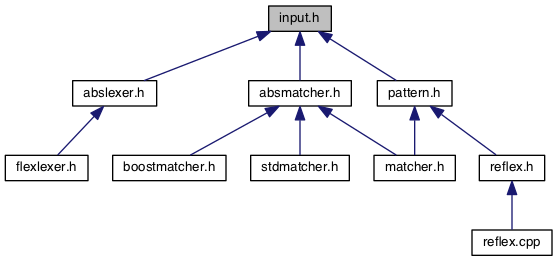 input.h
abslexer.h
absmatcher.h
pattern.h
flexlexer.h
boostmatcher.h
stdmatcher.h
matcher.h
reflex.h
reflex.cpp